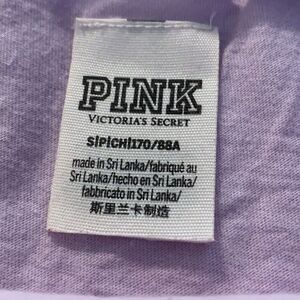 PINK
VICTORIA'S SECRET
S|P|CH|170/88A
made in Sri Lanka/fabriqué au
Sri Lanka/hecho en Sri Lanka/
fabbricato in Sri Lanka/
斯里兰卡制造